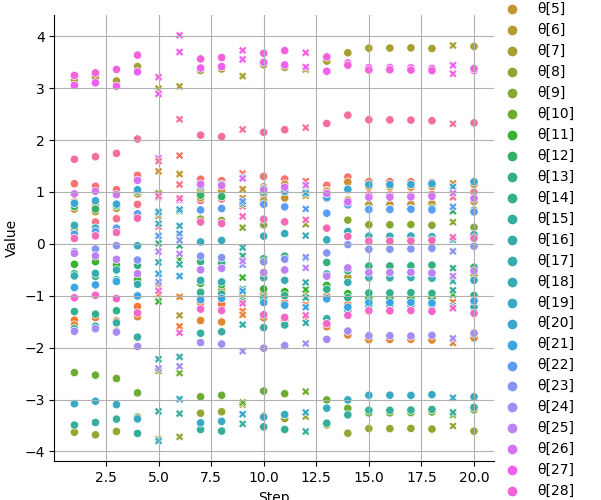 4
3
2
1
0
−1
−2
−3
−4
Value
2.5 5.0 7.5 10.0 12.5 15.0 17.5 20.0
Step
θ[5]
θ[6]
θ[7]
θ[8]
θ[9]
θ[10]
θ[11]
θ[12]
θ[13]
θ[14]
θ[15]
θ[16]
θ[17]
θ[18]
θ[19]
θ[20]
θ[21]
θ[22]
θ[23]
θ[24]
θ[25]
θ[26]
θ[27]
θ[28]